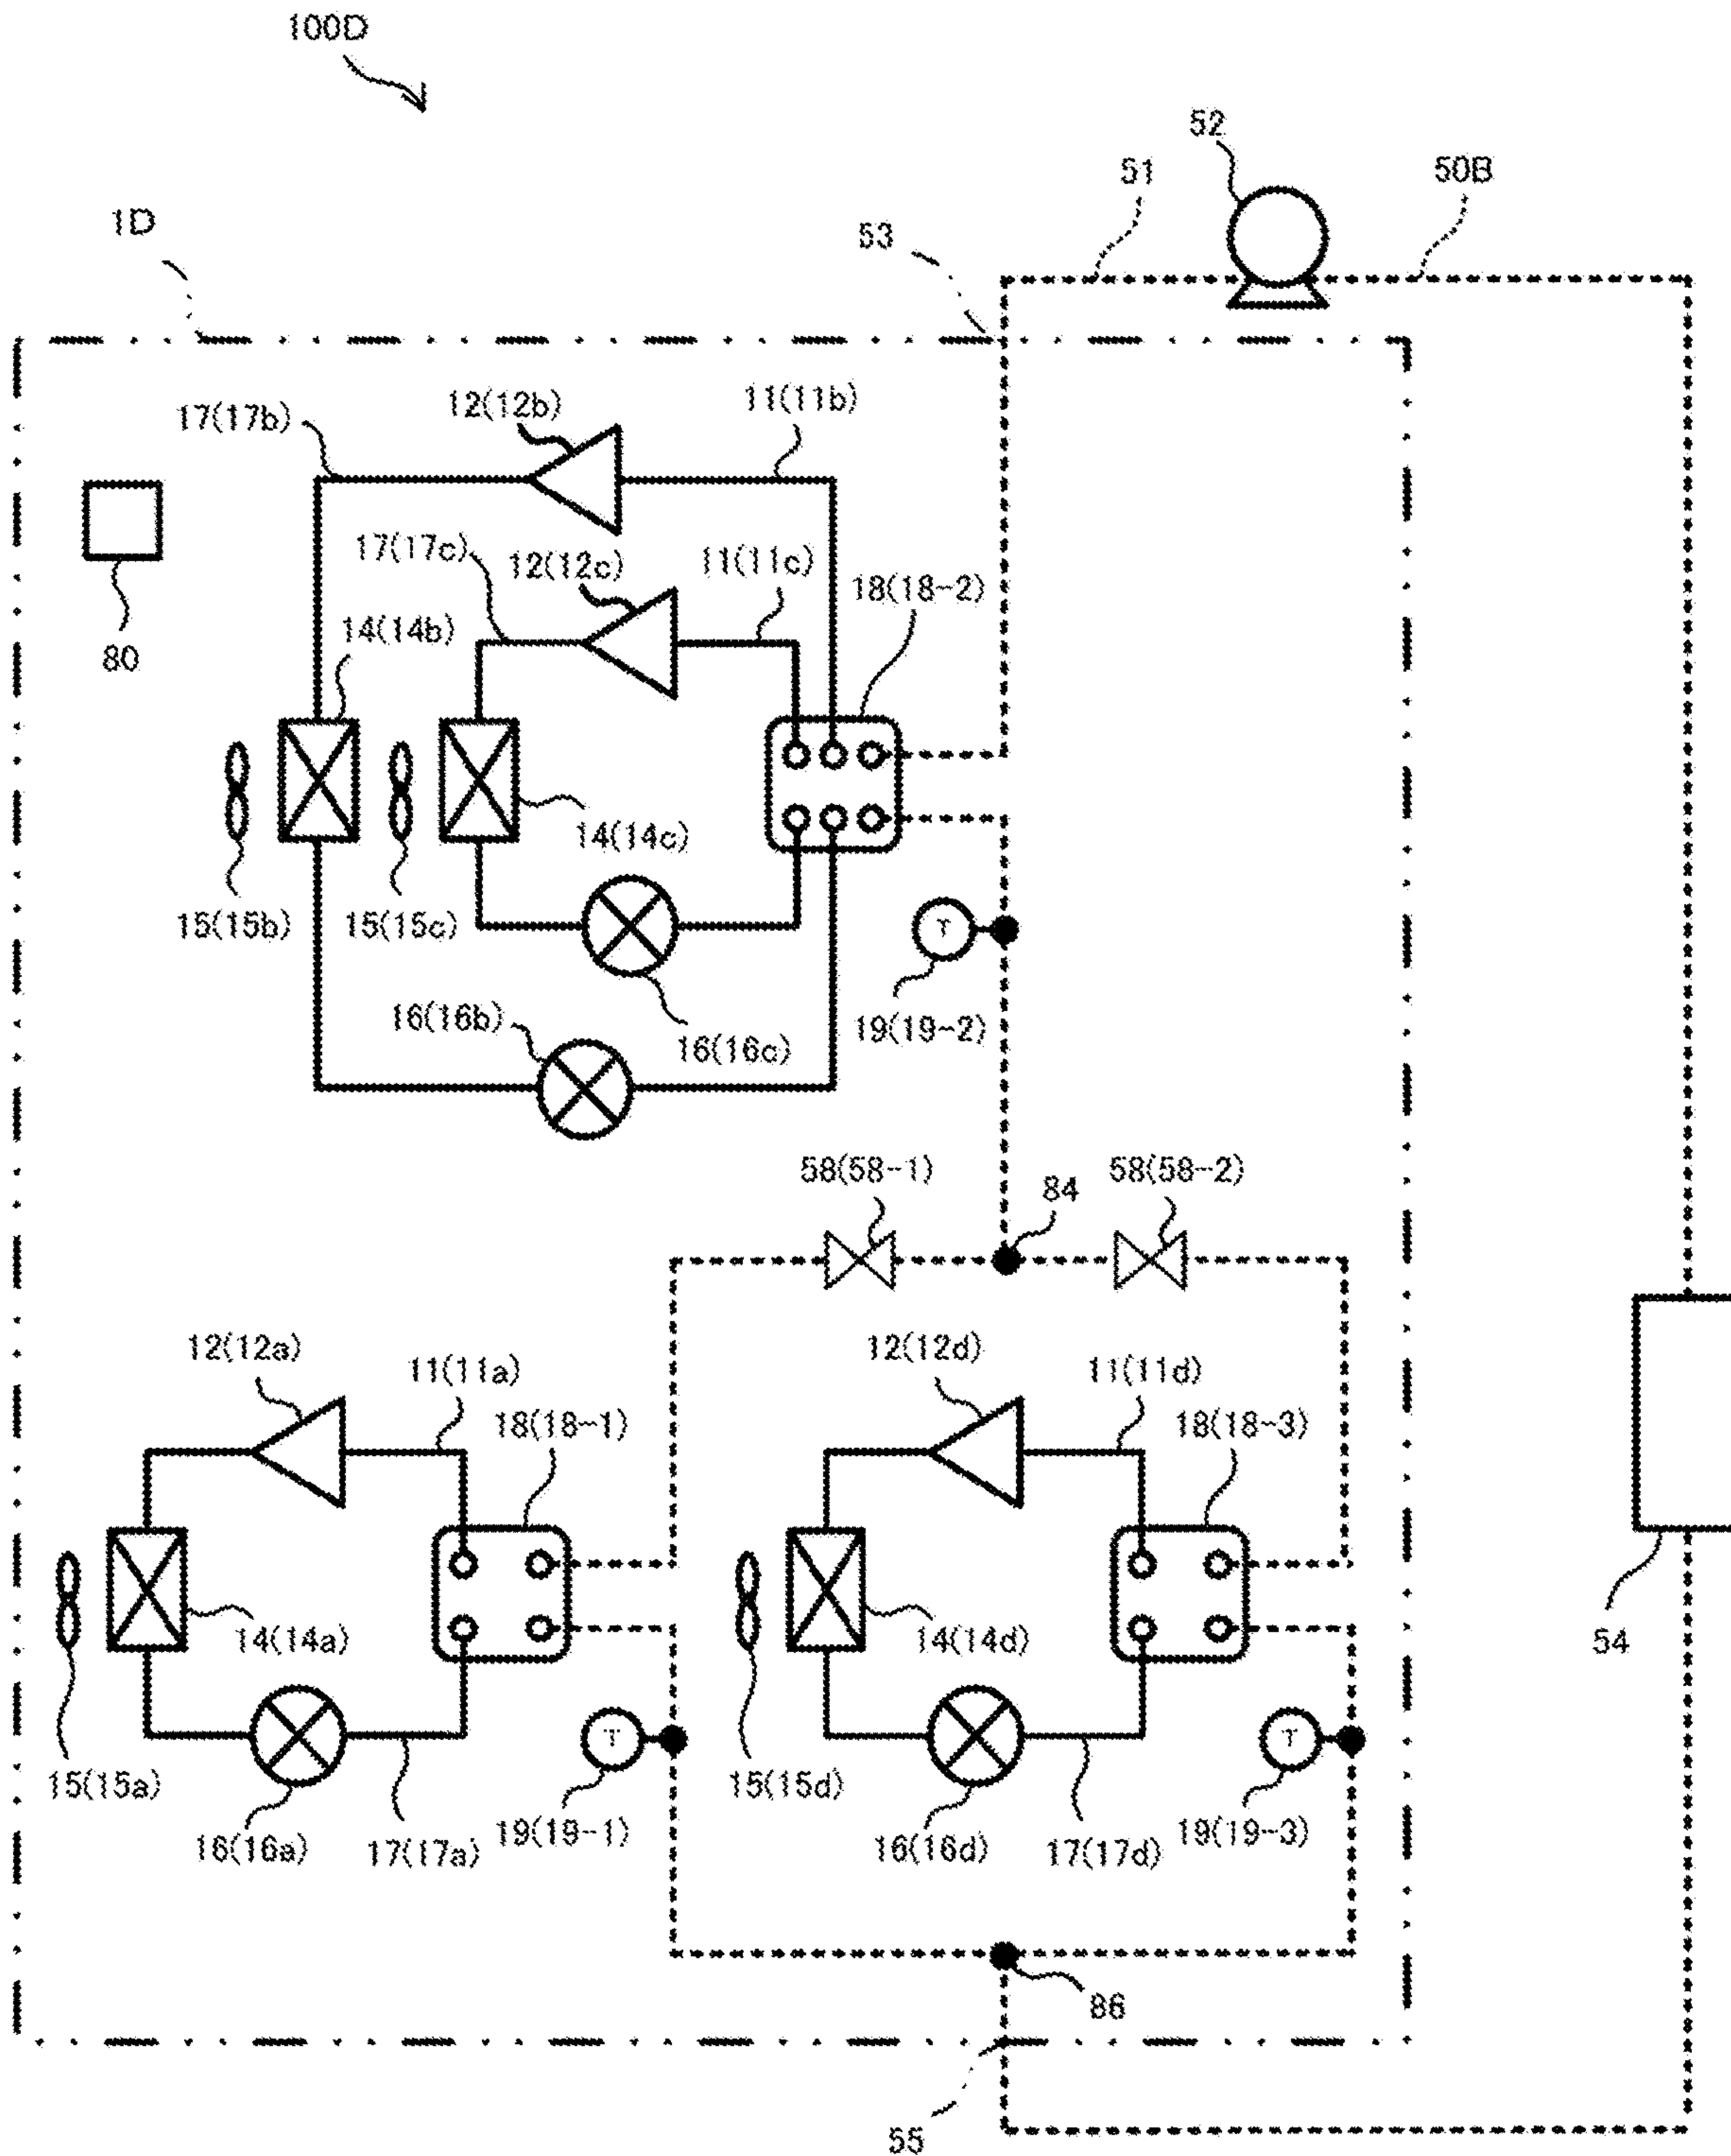 100D
52
51
50B
1D
53
17(17b)
12(12b)
11(11b)
17(17c)
12(12c)
11(11c)
18(18-2)
80
14(14b)
14(14c)
15(15b)
15(15c)
T
16(16b)
16(16c)
19(19-2)
58(58-1)
84
58(58-2)
12(12a)
11(11a)
18(18-1)
12(12d)
11(11d)
18(18-3)
14(14a)
14(14d)
54
T
T
15(15a)
16(16a)
17(17a)
19(19-1)
15(15d)
16(16d)
17(17d)
19(19-3)
86
55